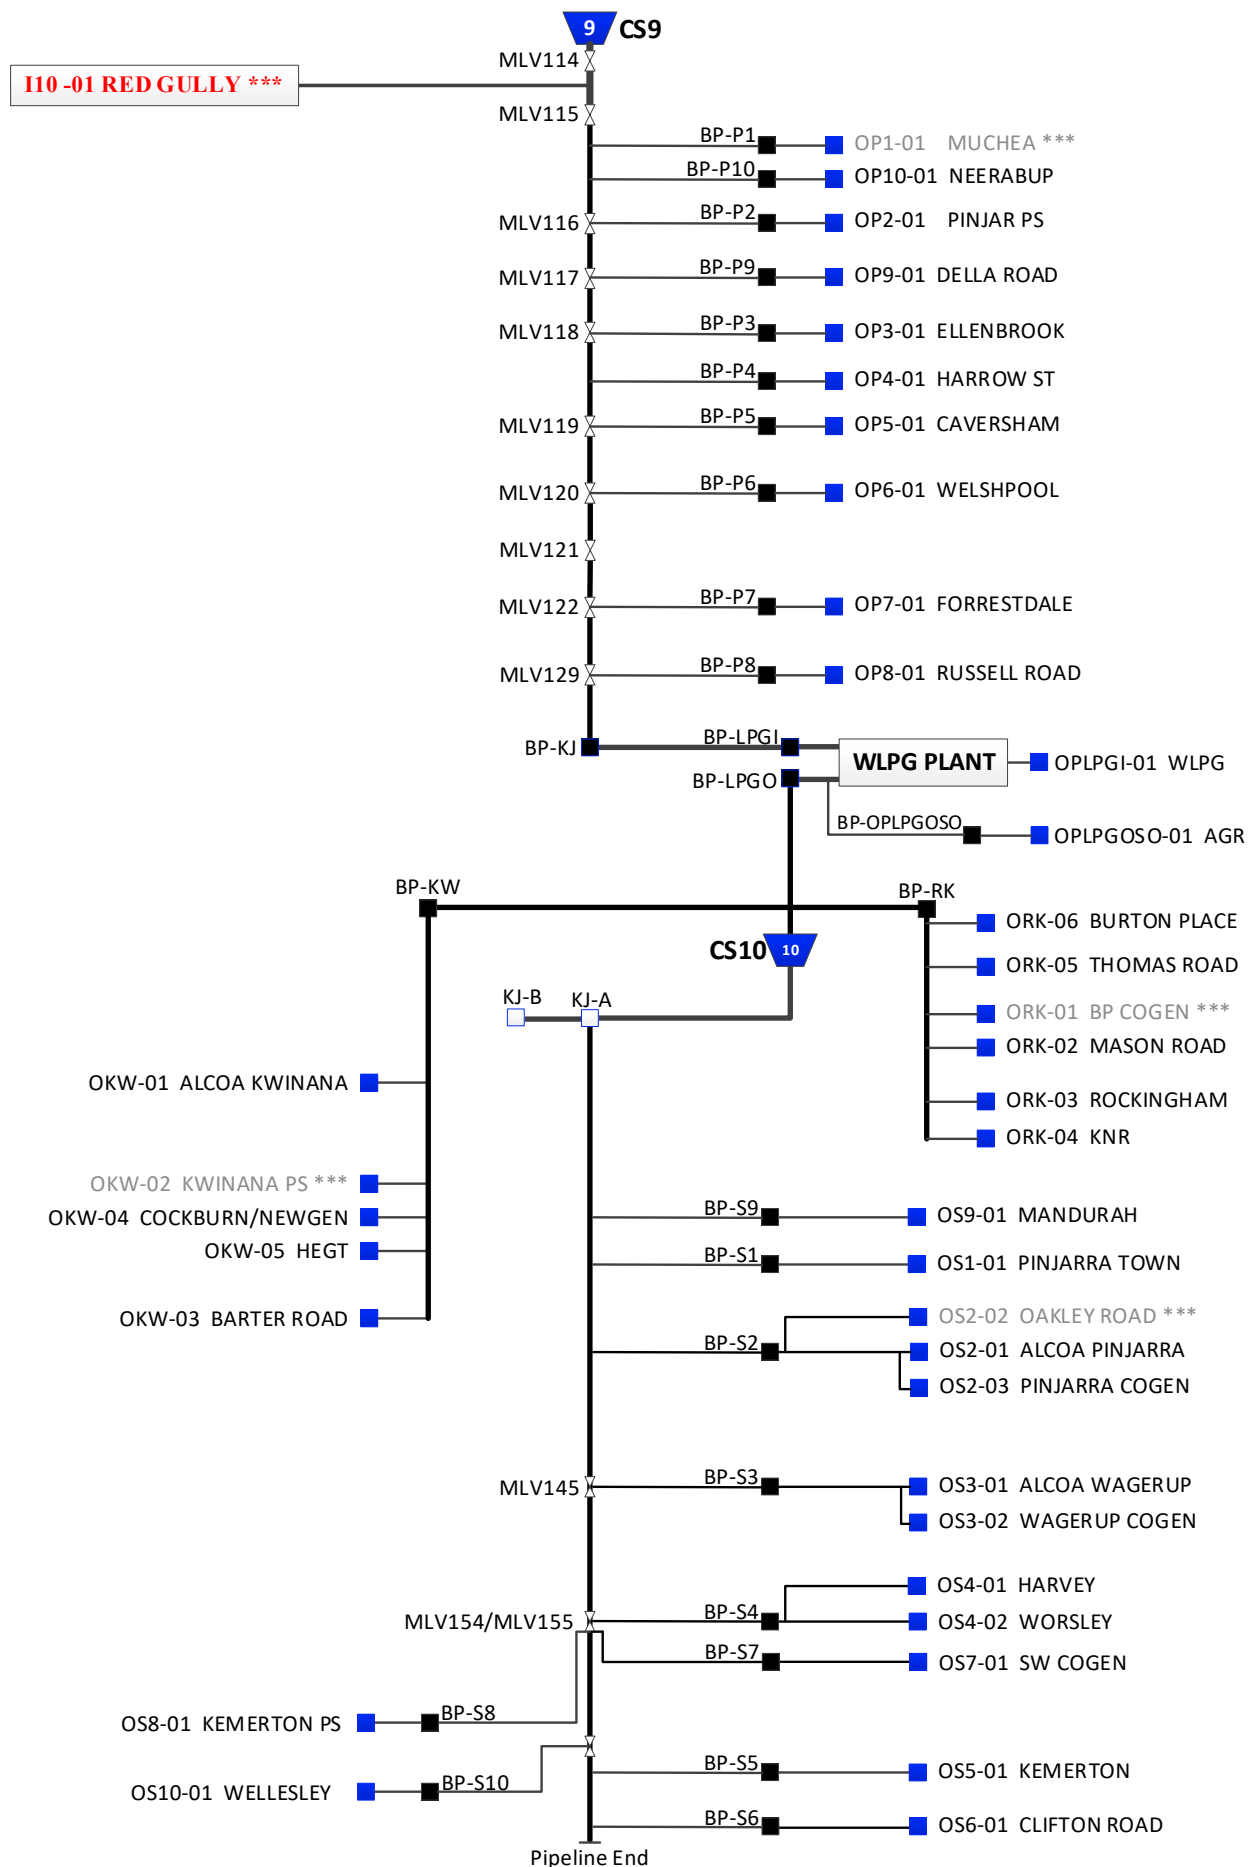 9 CS9
MLV114
I10 -01 RED GULLY ***
MLV115
BP-P1 OP1-01 MUCHEA ***
BP-P10 OP10-01 NEERABUP
MLV116 BP-P2 OP2-01 PINJAR PS
MLV117 BP-P9 OP9-01 DELLA ROAD
MLV118 BP-P3 OP3-01 ELLENBROOK
BP-P4 OP4-01 HARROW ST
MLV119 BP-P5 OP5-01 CAVERSHAM
MLV120 BP-P6 OP6-01 WELSHPOOL
MLV121
MLV122 BP-P7 OP7-01 FORRESTDALE
MLV129 BP-P8 OP8-01 RUSSELL ROAD
BP-KJ BP-LPGI
WLPG PLANT OPLPGI-01 WLPG
BP-LPGO
BP-OPLPGOSO OPLPGOSO-01 AGR
BP-KW BP-RK
ORK-06 BURTON PLACE
CS10 10
ORK-05 THOMAS ROAD
KJ-B KJ-A
ORK-01 BP COGEN ***
ORK-02 MASON ROAD
OKW-01 ALCOA KWINANA
ORK-03 ROCKINGHAM
ORK-04 KNR
OKW-02 KWINANA PS ***
OKW-04 COCKBURN/NEWGEN
BP-S9 OS9-01 MANDURAH
OKW-05 HEGT
BP-S1 OS1-01 PINJARRA TOWN
OKW-03 BARTER ROAD
OS2-02 OAKLEY ROAD ***
BP-S2 OS2-01 ALCOA PINJARRA
OS2-03 PINJARRA COGEN
MLV145 BP-S3 OS3-01 ALCOA WAGERUP
OS3-02 WAGERUP COGEN
OS4-01 HARVEY
MLV154/MLV155 BP-S4 OS4-02 WORSLEY
BP-S7 OS7-01 SW COGEN
OS8-01 KEMERTON PS BP-S8
BP-S5 OS5-01 KEMERTON
OS10-01 WELLESLEY BP-S10
BP-S6 OS6-01 CLIFTON ROAD
Pipeline End